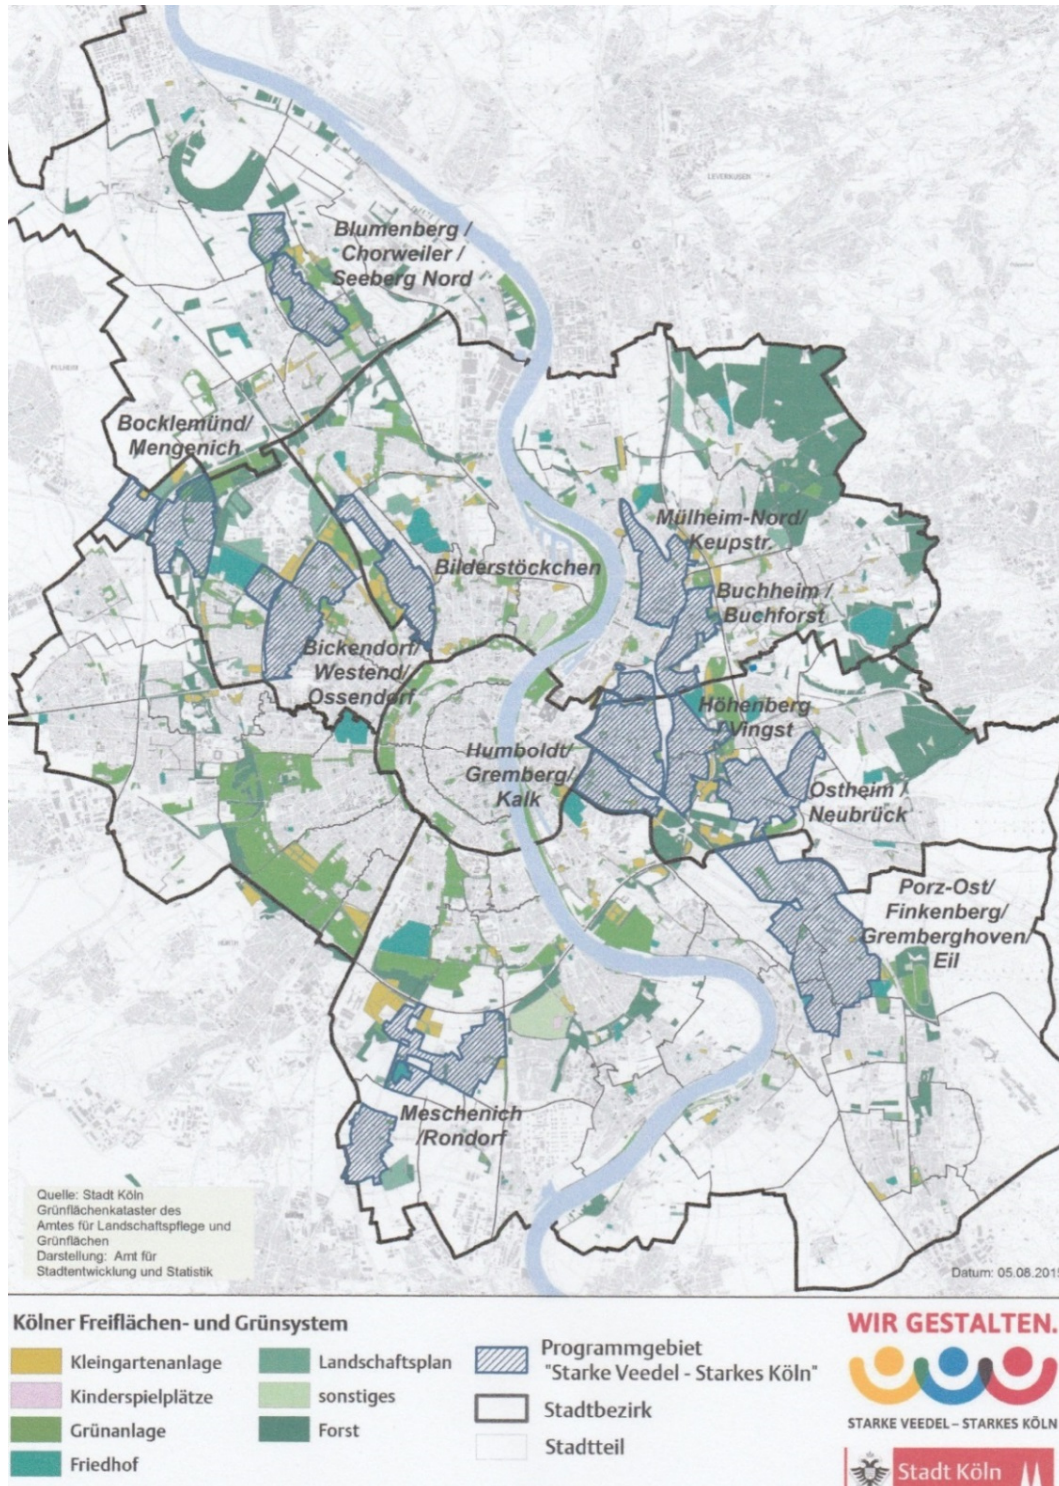 LEVERKUSEN
Blumenberg /
Chorweiler /
Seeberg Nord
PULHEIM
Bocklemünd/
Mengenich
Mülheim-Nord/
Keupstr.
Bilderstöckchen
Buchheim /
Buchforst
Bickendorf/
Westend/
Ossendorf
Höhenberg
/Vingst
Humboldt/
Gremberg/
Kalk
Ostheim /
Neubrück
Porz-Ost/
Finkenberg/
Gremberghoven/
Eil
HÜRTH
Meschenich
/Rondorf
Quelle: Stadt Köln
Grünflächenkataster des
Amtes für Landschaftspflege und
Grünflächen
Darstellung: Amt für
Stadtentwicklung und Statistik
Datum: 05.08.2015
Kölner Freiflächen- und Grünsystem
Kleingartenanlage
Kinderspielplätze
Grünanlage
Friedhof
Landschaftsplan
sonstiges
Forst
Programmgebiet
"Starke Veedel - Starkes Köln"
Stadtbezirk
Stadtteil
WIR GESTALTEN.
STARKE VEEDEL – STARKES KÖLN
Stadt Köln